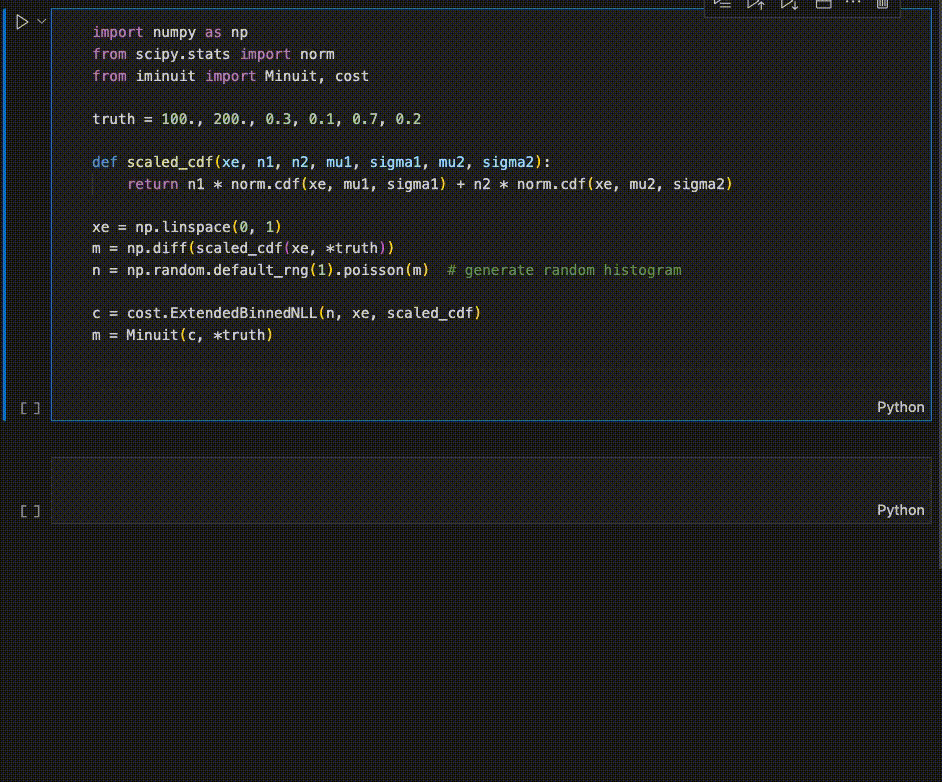 import numpy as np
from scipy.stats import norm
from iminuit import Minuit, cost
truth = 100., 200., 0.3, 0.1, 0.7, 0.2
def scaled_cdf(xe, n1, n2, mu1, sigma1, mu2, sigma2):
    return n1 * norm.cdf(xe, mu1, sigma1) + n2 * norm.cdf(xe, mu2, sigma2)
xe = np.linspace(0, 1)
m = np.diff(scaled_cdf(xe, *truth))
n = np.random.default_rng(1).poisson(m)  # generate random histogram
c = cost.ExtendedBinnedNLL(n, xe, scaled_cdf)
m = Minuit(c, *truth)
[ ]
Python
[ ]
Python